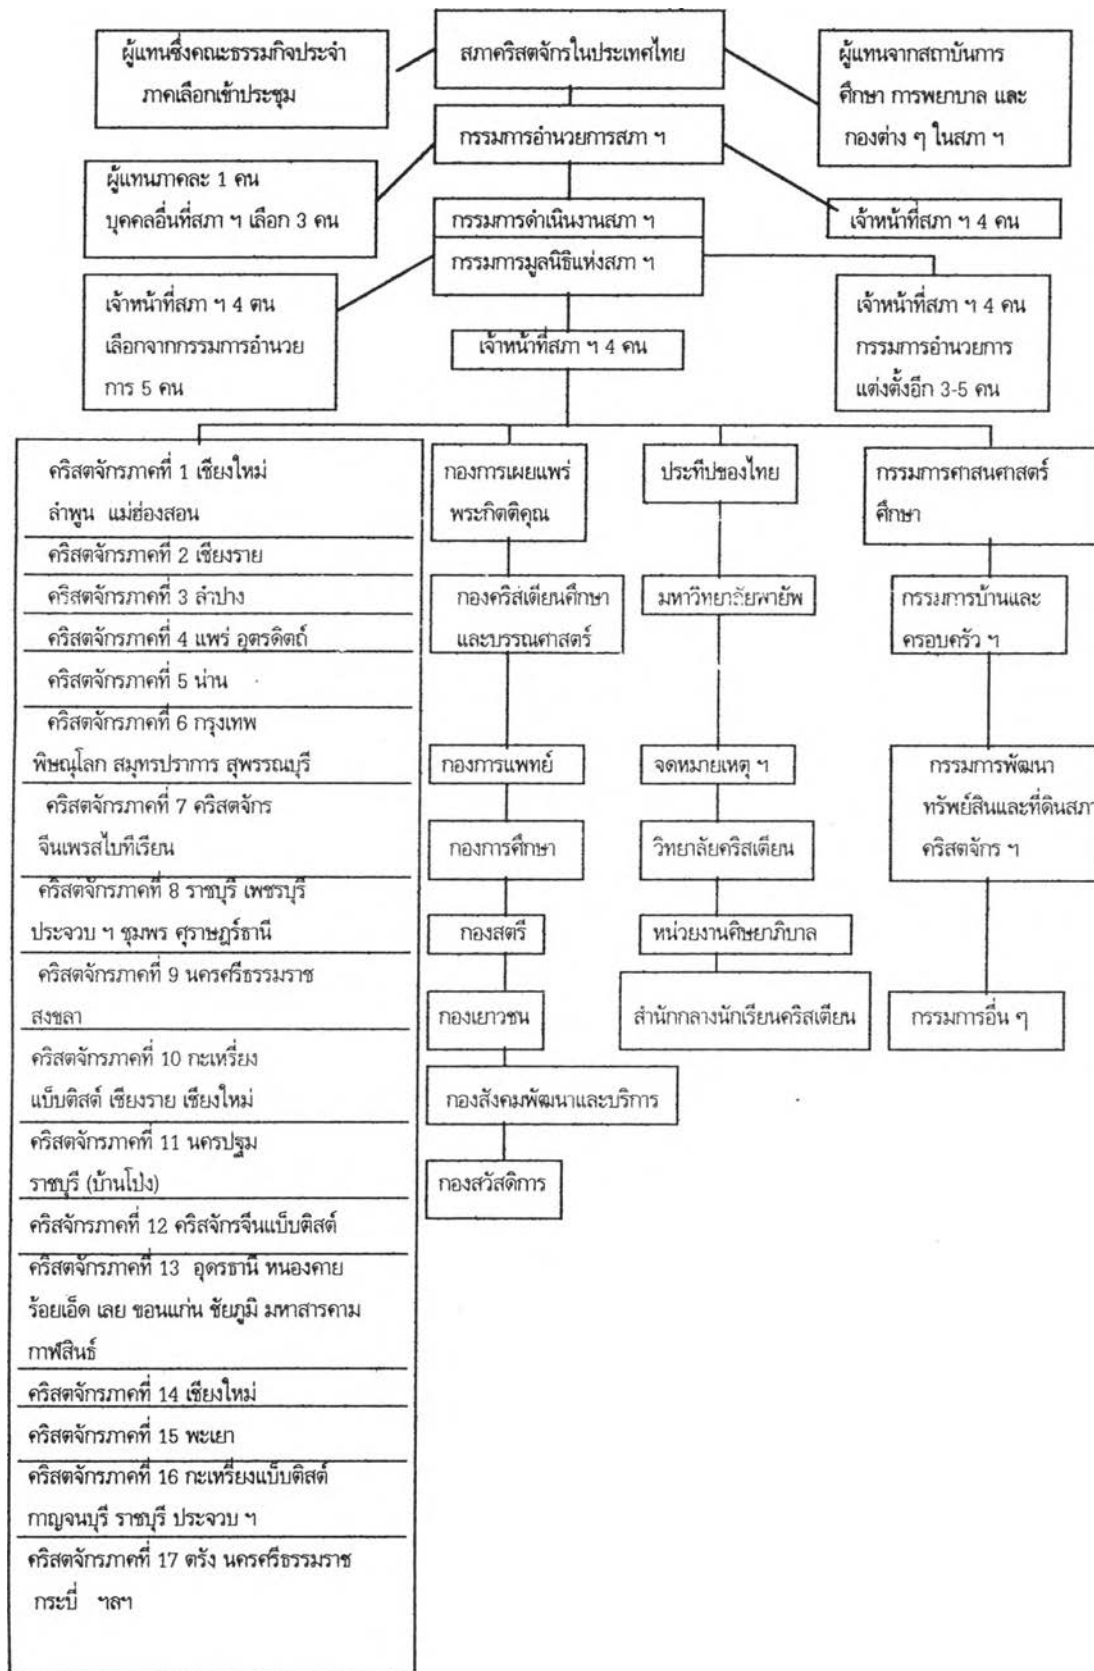 ผู้แทนซึ่งคณะธรรมกิจประจำ
ภาคเลือกเข้าประชุม
สภาคริสตจักรในประเทศไทย
ผู้แทนจากสถาบันการ
ศึกษา การพยาบาล และ
กองต่าง ๆ ในสภา ฯ
กรรมการอำนวยการสภา ฯ
ผู้แทนภาคละ 1 คน
บุคคลอื่นที่สภา ฯ เลือก 3 คน
เจ้าหน้าที่สภา ฯ 4 คน
กรรมการดำเนินงานสภา ฯ
กรรมการมูลนิธิแห่งสภา ฯ
เจ้าหน้าที่สภา ฯ 4 ตน
เลือกจากกรรมการอำนวย
การ 5 คน
เจ้าหน้าที่สภา ฯ 4 คน
เจ้าหน้าที่สภา ฯ 4 คน
กรรมการอำนวยการ
แต่งตั้งอีก 3-5 คน
คริสตจักรภาคที่ 1 เชียงใหม่
ลำพูน แม่ฮ่องสอน
คริสตจักรภาคที่ 2 เชียงราย
คริสตจักรภาคที่ 3 ลำปาง
คริสตจักรภาคที่ 4 แพร่ อุตรดิตถ์
คริสตจักรภาคที่ 5 น่าน
คริสตจักรภาคที่ 6 กรุงเทพ
พิษณุโลก สมุทรปราการ สุพรรณบุรี
คริสตจักรภาคที่ 7 คริสตจักร
จีนเพรสไบทีเรียน
คริสตจักรภาคที่ 8 ราชบุรี เพชรบุรี
ประจวบ ฯ ชุมพร ศุราษฎร์ธานี
คริสตจักรภาคที่ 9 นครศรีธรรมราช
สงขลา
คริสตจักรภาคที่ 10 กะเหรี่ยง
แบ็บติสต์ เชียงราย เชียงใหม่
คริสตจักรภาคที่ 11 นครปฐม
ราชบุรี (บ้านโป่ง)
คริสจักรภาคที่ 12 คริสจักรจีนแบ็บติสต์
คริสตจักรภาคที่ 13 อุดรธานี หนองคาย
ร้อยเอ็ด เลย ขอนแก่น ชัยภูมิ มหาสารคาม
กาฬสินธ์
คริสตจักรภาคที่ 14 เชียงใหม่
คริสตจักรภาคที่ 15 พะเยา
คริสตจักรภาคที่ 16 กะเหรี่ยงแบ็บติสต์
กาญจนบุรี ราชบุรี ประจวบ ฯ
คริสตจักรภาคที่ 17 ตรัง นครศรีธรรมราช
กระบี่ ฯลฯ
กองการเผยแพร่
พระกิตติคุณ
กองคริส์เตียนศึกษา
และบรรณศาสตร์
กองการแพทย์
กองการศึกษา
กองสตรี
กองเยาวชน
กองสังคมพัฒนาและบริการ
กองสวัสดิการ
ประทีปของไทย
มหาวิทยาลัยพายัพ
จดหมายเหตุ ฯ
วิทยาลัยคริสเตียน
หน่วยงานศิษยาภิบาล
สำนักกลางนักเรียนคริสเตียน
กรรมการศาสนศาสตร์
ศึกษา
กรรมการบ้านและ
ครอบครัว ฯ
กรรมการพัฒนา
ทรัพย์สินและที่ดินสภา
คริสตจักร ฯ
กรรมการอื่น ๆ